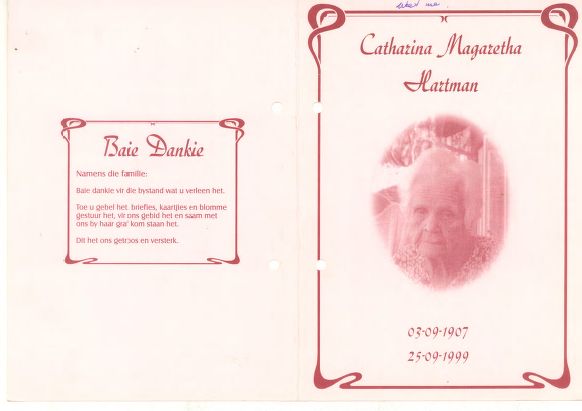 Baie Dankie
Namens die familie:
Baie dankie vir die bystand wat u verleen het.
Toe u gebel het, briefies, kaartjies en blomme
gestuur het, vir ons gebid het en saam met
ons by haar graf kom staan het.
Dit het ons getroos en versterk.
me
Catharina Magaretha
Hartman
03-09-1907
25-09-1999